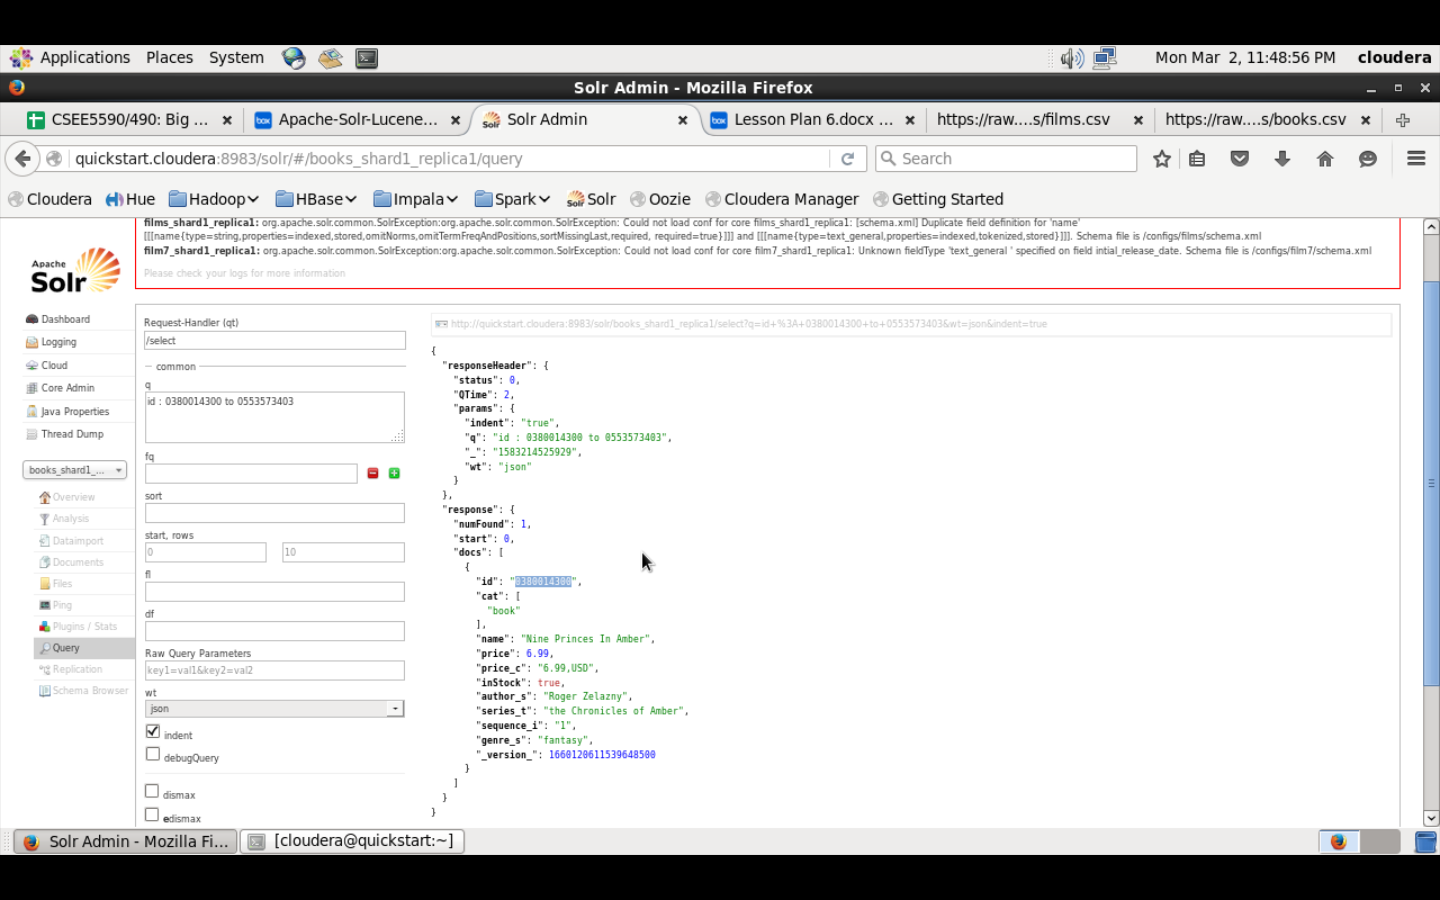 Applications Places System Mon Mar 2, 11:48:56 PM cloudera
Solr Admin - Mozilla Firefox
CSEE5590/490: Big ... Apache-Solr-Lucene... Solr Admin Lesson Plan 6.docx ... https://raw....s/films.csv https://raw....s/books.csv
quickstart.cloudera:8983/solr/#/books_shard1_replica1/query Search
Cloudera Hue Hadoop HBase Impala Spark Solr Oozie Cloudera Manager Getting Started
films_shard1_replica1: org.apache.solr.common.SolrException:org.apache.solr.common.SolrException: Could not load conf for core films_shard1_replica1: [schema.xml] Duplicate field definition for 'name'
[[[name{type=string,properties=indexed,stored,omitNorms,omitTermFreqAndPositions,sortMissingLast,required, required=true}]]] and [[[name{type=text_general,properties=indexed,tokenized,stored}]]]. Schema file is /configs/films/schema.xml
film7_shard1_replica1: org.apache.solr.common.SolrException:org.apache.solr.common.SolrException: Could not load conf for core film7_shard1_replica1: Unknown fieldType 'text_general ' specified on field intial_release_date. Schema file is /configs/film7/schema.xml
Please check your logs for more information
Apache
Solr
Dashboard
Logging
Cloud
Core Admin
Java Properties
Thread Dump
books_shard1_...
Overview
Analysis
Dataimport
Documents
Files
Ping
Plugins / Stats
Query
Replication
Schema Browser
Request-Handler (qt)
/select
common
q
id : 0380014300 to 0553573403
fq
sort
start, rows
0 10
fl
df
Raw Query Parameters
key1=val1&key2=val2
wt
json
indent
debugQuery
dismax
edismax
http://quickstart.cloudera:8983/solr/books_shard1_replica1/select?q=id+%3A+0380014300+to+0553573403&wt=json&indent=true
{
"responseHeader": {
"status": 0,
"QTime": 2,
"params": {
"indent": "true",
"q": "id : 0380014300 to 0553573403",
"_": "1583214525929",
"wt": "json"
}
},
"response": {
"numFound": 1,
"start": 0,
"docs": [
{
"id": "0380014300",
"cat": [
"book"
],
"name": "Nine Princes In Amber",
"price": 6.99,
"price_c": "6.99,USD",
"inStock": true,
"author_s": "Roger Zelazny",
"series_t": "the Chronicles of Amber",
"sequence_i": "1",
"genre_s": "fantasy",
"_version_": 1660120611539648500
}
]
}
}
Solr Admin - Mozilla Fi... [cloudera@quickstart:~]